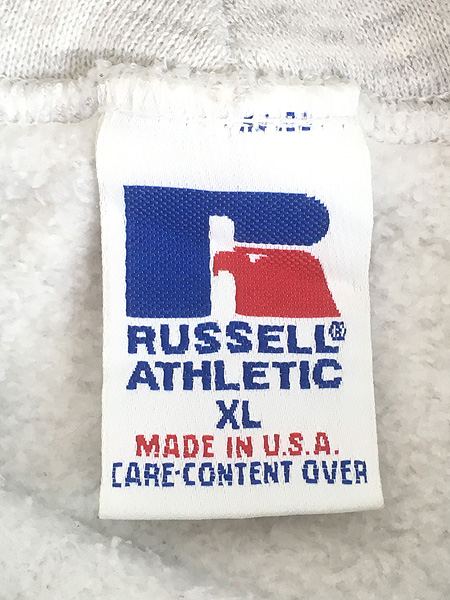 RUSSELL®
ATHLETIC
XL
MADE IN U.S.A.
CARE-CONTENT OVER